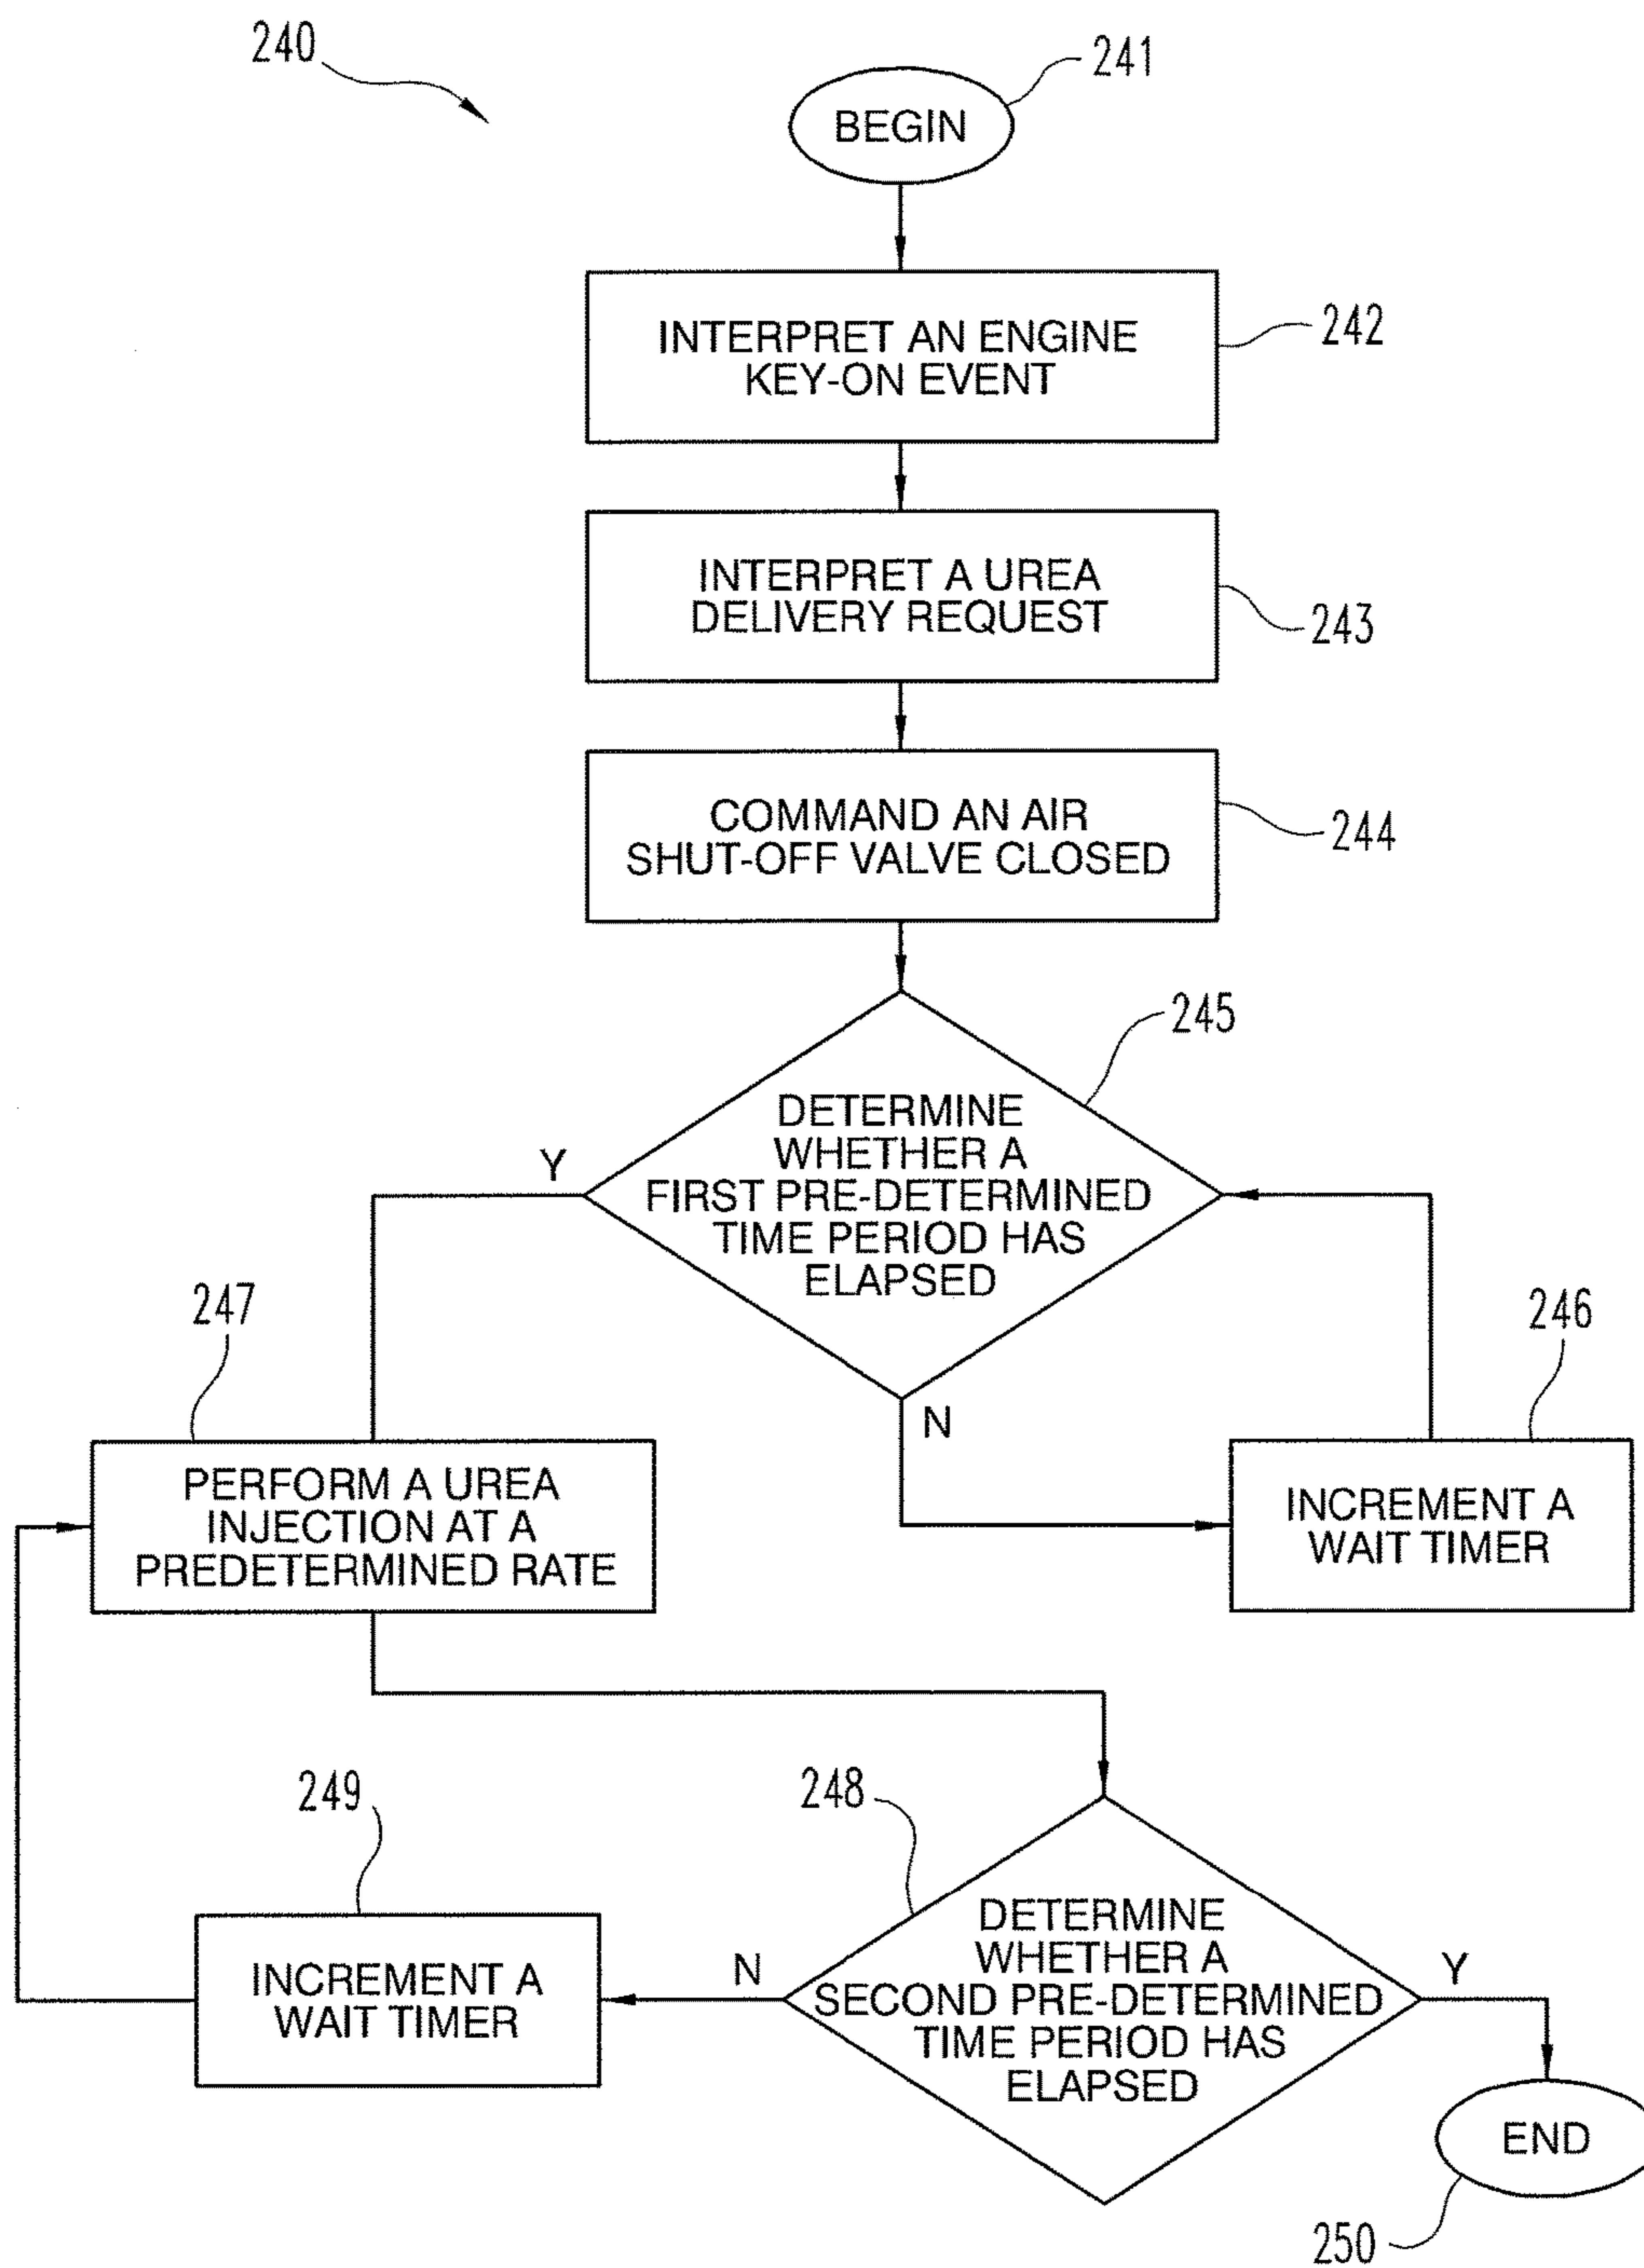 240
241
BEGIN
242
INTERPRET AN ENGINE
KEY-ON EVENT
INTERPRET A UREA
DELIVERY REQUEST
243
COMMAND AN AIR
SHUT-OFF VALVE CLOSED
244
245
DETERMINE
WHETHER A
FIRST PRE-DETERMINED
TIME PERIOD HAS
ELAPSED
Y
N
247
246
PERFORM A UREA
INJECTION AT A
PREDETERMINED RATE
INCREMENT A
WAIT TIMER
249
248
INCREMENT A
WAIT TIMER
N
DETERMINE
WHETHER A
SECOND PRE-DETERMINED
TIME PERIOD HAS
ELAPSED
Y
END
250